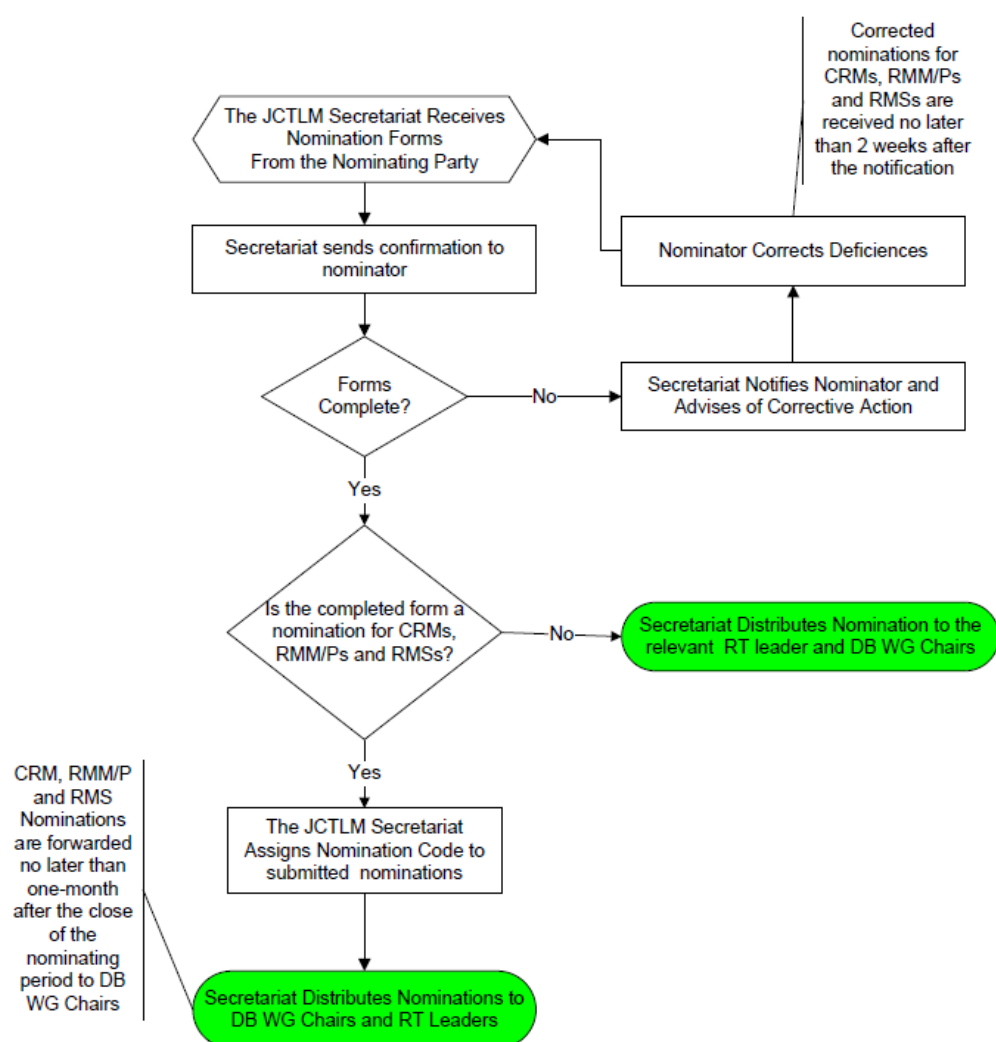 Corrected
nominations for
CRMs, RMM/Ps
and RMSs are
received no later
than 2 weeks after
the notification
The JCTLM Secretariat Receives
Nomination Forms
From the Nominating Party
Secretariat sends confirmation to
nominator
Nominator Corrects Deficiences
Forms
Complete?
No
Secretariat Notifies Nominator and
Advises of Corrective Action
Yes
Is the completed form a
nomination for CRMs,
RMM/Ps and RMSs?
No
Secretariat Distributes Nomination to the
relevant RT leader and DB WG Chairs
Yes
CRM, RMM/P
and RMS
Nominations
are forwarded
no later than
one-month
after the close
of the
nominating
period to DB
WG Chairs
The JCTLM Secretariat
Assigns Nomination Code to
submitted nominations
Secretariat Distributes Nominations to
DB WG Chairs and RT Leaders